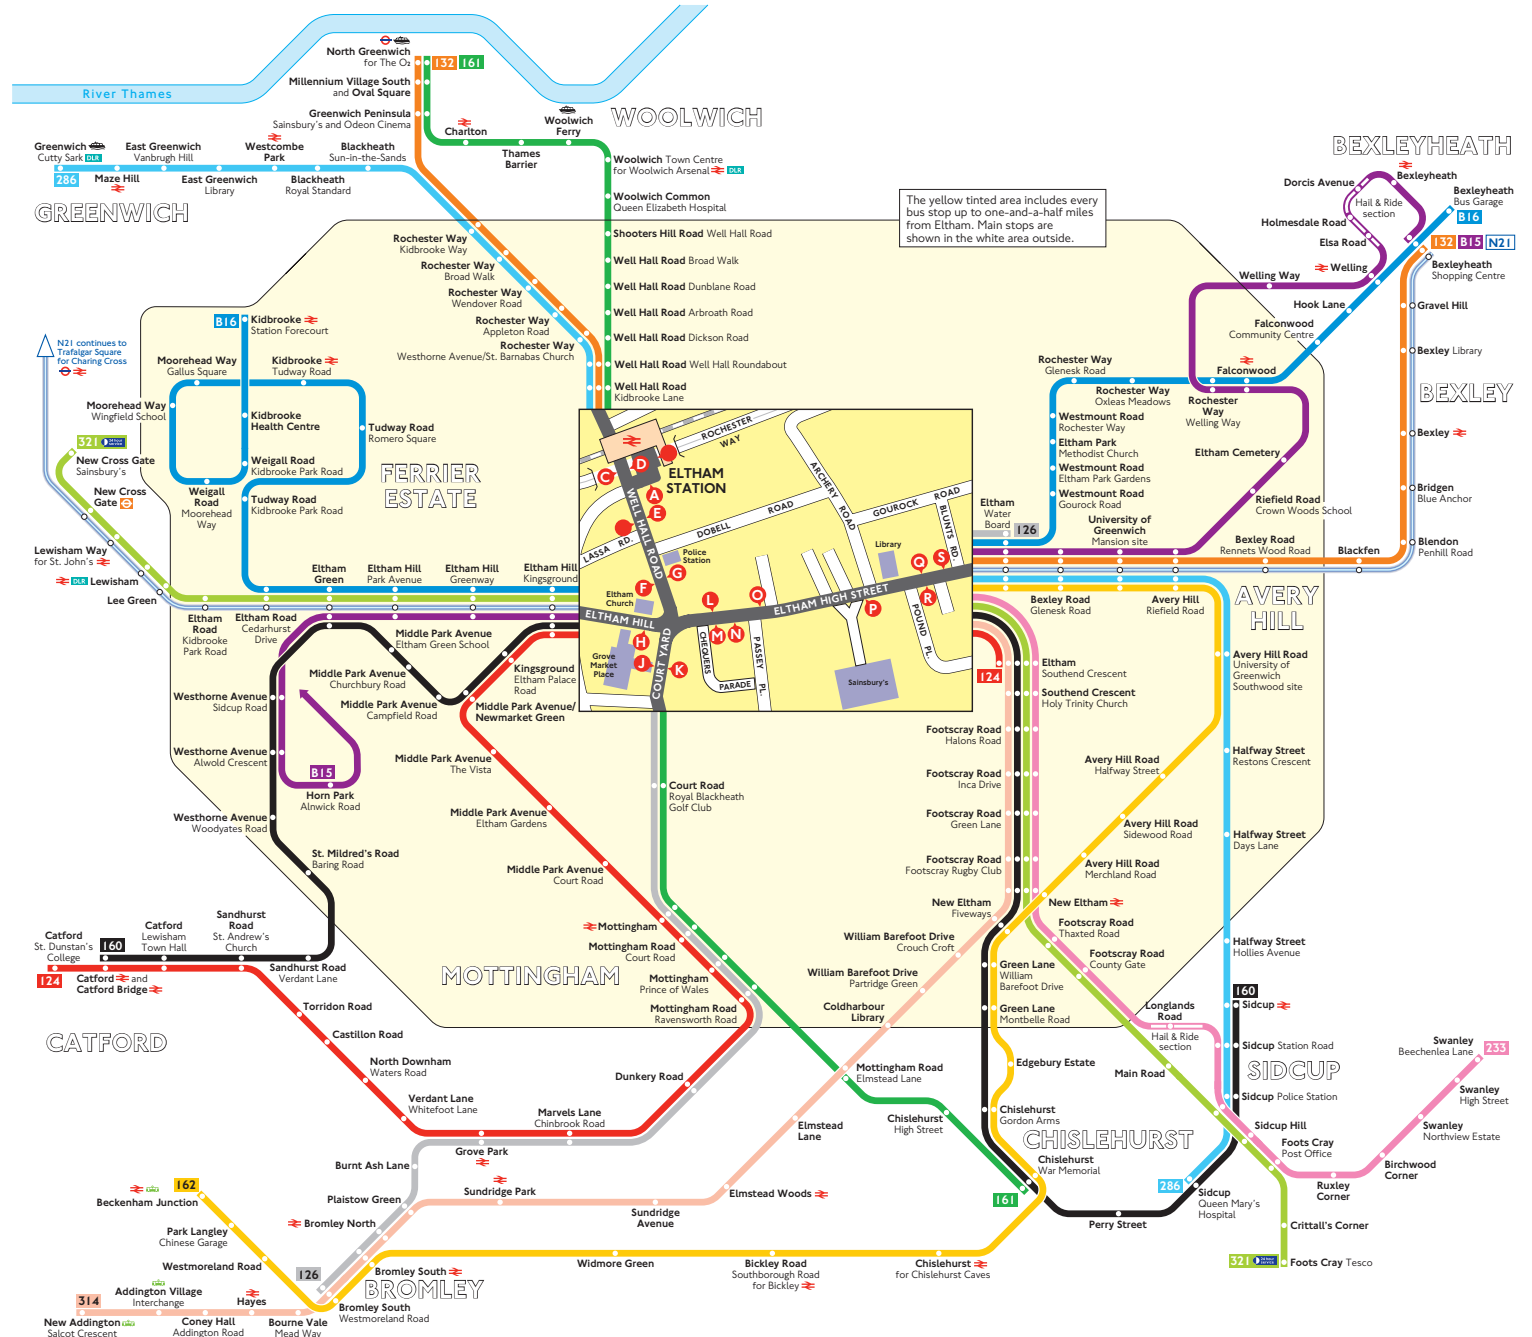 River Thames
North Greenwich
for The O2
132
161
Millennium Village South
and Oval Square
Greenwich Peninsula
Sainsbury's and Odeon Cinema
Charlton
Woolwich
Ferry
Thames
Barrier
WOOLWICH
Woolwich Town Centre
for Woolwich Arsenal DLR
Woolwich Common
Queen Elizabeth Hospital
Shooters Hill Road Well Hall Road
Well Hall Road Broad Walk
Well Hall Road Dunblane Road
Well Hall Road Arbroath Road
Well Hall Road Dickson Road
Well Hall Road Well Hall Roundabout
Well Hall Road
Kidbrooke Lane
Greenwich
Cutty Sark DLR
286
Maze Hill
East Greenwich
Vanbrugh Hill
East Greenwich
Library
Westcombe
Park
Blackheath
Royal Standard
Blackheath
Sun-in-the-Sands
GREENWICH
Rochester Way
Kidbrooke Way
Rochester Way
Broad Walk
Rochester Way
Wendover Road
Rochester Way
Appleton Road
Rochester Way
Westhorne Avenue/St. Barnabas Church
The yellow tinted area includes every
bus stop up to one-and-a-half miles
from Eltham. Main stops are
shown in the white area outside.
BEXLEYHEATH
Dorcis Avenue
Bexleyheath
Hail & Ride
section
Holmesdale Road
Elsa Road
Welling
Bexleyheath
Bus Garage
B16
132
B15
N21
Bexleyheath
Shopping Centre
Welling Way
Hook Lane
Gravel Hill
Falconwood
Community Centre
Bexley Library
Rochester Way
Glenesk Road
Falconwood
Rochester Way
Oxleas Meadows
Rochester
Way
Welling Way
BEXLEY
Westmount Road
Rochester Way
Eltham Park
Methodist Church
Westmount Road
Eltham Park Gardens
Westmount Road
Gourock Road
Bexley
Eltham Cemetery
Riefield Road
Crown Woods School
Bridgen
Blue Anchor
Eltham
Water
Board
126
University of
Greenwich
Mansion site
Bexley Road
Rennets Wood Road
Blackfen
Blendon
Penhill Road
Bexley Road
Glenesk Road
Avery Hill
Riefield Road
AVERY
HILL
N21 continues to
Trafalgar Square
for Charing Cross
B16
Kidbrooke
Station Forecourt
Moorehead Way
Gallus Square
Kidbrooke
Tudway Road
Moorehead Way
Wingfield School
Kidbrooke
Health Centre
Tudway Road
Romero Square
Weigall Road
Kidbrooke Park Road
Weigall
Road
Moorehead
Way
Tudway Road
Kidbrooke Park Road
FERRIER
ESTATE
321 24 hour service
New Cross Gate
Sainsbury's
New Cross
Gate
Lewisham Way
for St. John's
DLR Lewisham
Lee Green
Eltham
Road
Kidbrooke
Park Road
Eltham Road
Cedarhurst
Drive
Eltham
Green
Eltham Hill
Park Avenue
Eltham Hill
Greenway
Eltham Hill
Kingsground
ROCHESTER
WAY
ELTHAM
STATION
WELL HALL ROAD
LASSA RD.
DOBELL
ROAD
ARCHERY
ROAD
GOUROCK
ROAD
BLUNTS RD.
Library
Police
Station
Eltham
Church
ELTHAM HILL
ELTHAM HIGH STREET
Grove
Market
Place
COURT YARD
CHEQUERS
PARADE
PASSEY
PL.
POUND
PL.
Sainsbury's
C
D
A
E
G
F
H
J
K
L
M
N
O
P
Q
R
S
Middle Park Avenue
Eltham Green School
Middle Park Avenue
Churchbury Road
Middle Park Avenue
Campfield Road
Kingsground
Eltham Palace
Road
Middle Park Avenue/
Newmarket Green
Middle Park Avenue
The Vista
Middle Park Avenue
Eltham Gardens
Middle Park Avenue
Court Road
Westhorne Avenue
Sidcup Road
Westhorne Avenue
Alwold Crescent
B15
Horn Park
Alnwick Road
Westhorne Avenue
Woodyates Road
St. Mildred's Road
Baring Road
Court Road
Royal Blackheath
Golf Club
124
Eltham
Southend Crescent
Southend Crescent
Holy Trinity Church
Footscray Road
Halons Road
Footscray Road
Inca Drive
Footscray Road
Green Lane
Footscray Road
Footscray Rugby Club
New Eltham
Fiveways
New Eltham
Avery Hill Road
University of
Greenwich
Southwood site
Avery Hill Road
Halfway Street
Avery Hill Road
Sidewood Road
Avery Hill Road
Merchland Road
Halfway Street
Restons Crescent
Halfway Street
Days Lane
Halfway Street
Hollies Avenue
Footscray Road
Thaxted Road
Footscray Road
County Gate
William Barefoot Drive
Crouch Croft
William Barefoot Drive
Partridge Green
Coldharbour
Library
Green Lane
William
Barefoot Drive
Green Lane
Montbelle Road
Edgebury Estate
Longlands
Road
Hail & Ride
section
Main Road
160
Sidcup
Sidcup Station Road
SIDCUP
Sidcup Police Station
Sidcup Hill
Foots Cray
Post Office
Swanley
Beechenlea Lane
233
Swanley
High Street
Swanley
Northview Estate
Birchwood
Corner
Ruxley
Corner
Crittall's Corner
321 24 hour service
Foots Cray Tesco
286
Sidcup
Queen Mary's
Hospital
Perry Street
Catford
St. Dunstan's
College
160
Catford
Lewisham
Town Hall
Sandhurst
Road
St. Andrew's
Church
124
Catford and
Catford Bridge
Sandhurst Road
Verdant Lane
CATFORD
Torridon Road
Castillon Road
North Downham
Waters Road
Verdant Lane
Whitefoot Lane
MOTTINGHAM
Mottingham
Mottingham Road
Court Road
Mottingham
Prince of Wales
Mottingham Road
Ravensworth Road
Dunkery Road
Marvels Lane
Chinbrook Road
Grove Park
Mottingham Road
Elmstead Lane
Chislehurst
High Street
Chislehurst
Gordon Arms
CHISLEHURST
Chislehurst
War Memorial
161
Elmstead
Lane
Elmstead Woods
Burnt Ash Lane
Plaistow Green
Sundridge Park
Sundridge
Avenue
Bromley North
162
Beckenham Junction
Park Langley
Chinese Garage
Westmoreland Road
126
Bromley South
BROMLEY
Bromley South
Westmoreland Road
Widmore Green
Bickley Road
Southborough Road
for Bickley
Chislehurst
for Chislehurst Caves
314
New Addington
Salcot Crescent
Addington Village
Interchange
Coney Hall
Addington Road
Hayes
Bourne Vale
Mead Way